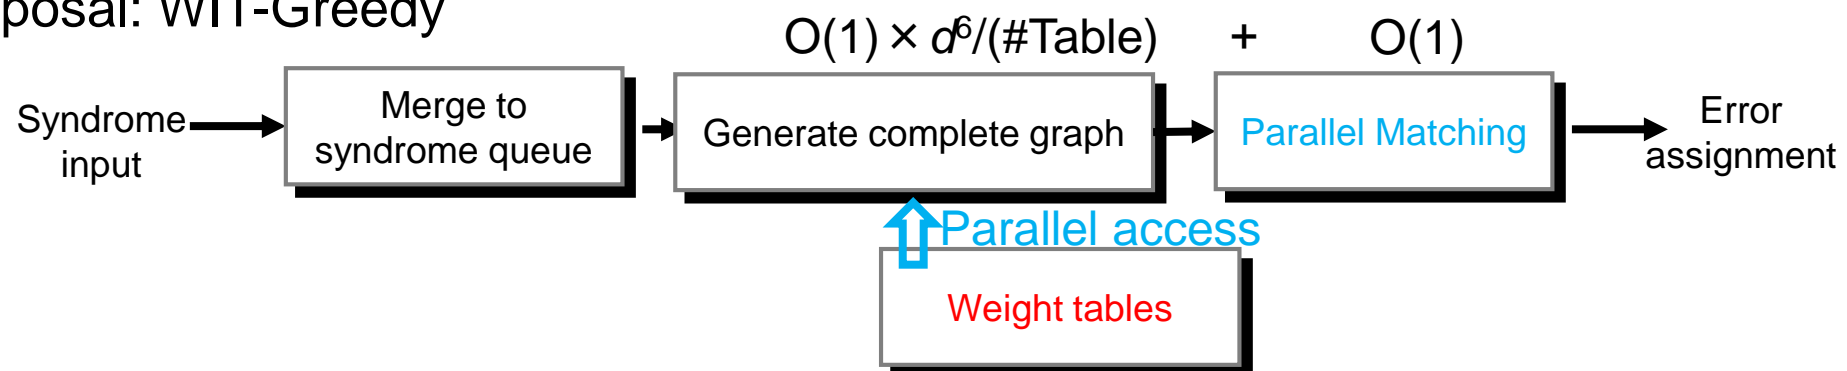 posal: WIT-Greedy
O(1) × d⁶/(#Table) + O(1)
Syndrome
input
Merge to
syndrome queue
Generate complete graph
Parallel Matching
Error
assignment
Parallel access
Weight tables